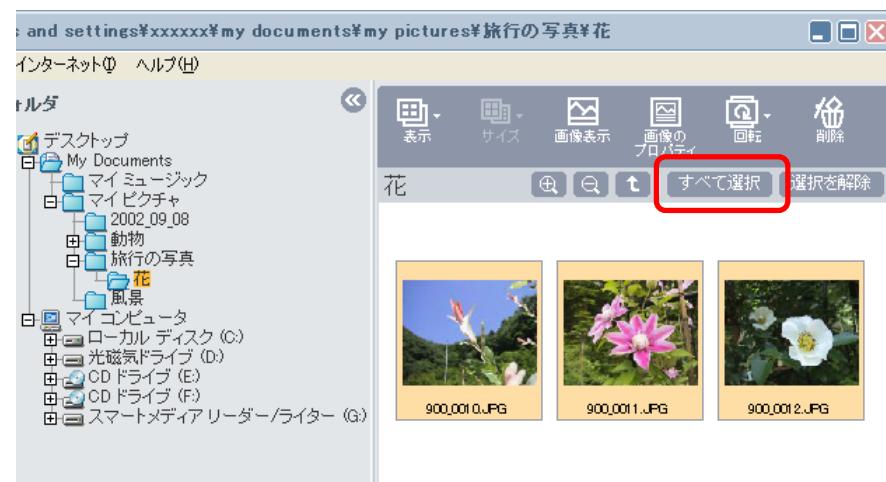 s and settings¥xxxxxx¥my documents¥my pictures¥旅行の写真¥花
インターネット(I) ヘルプ(H)
ォルダ
デスクトップ
My Documents
マイ ミュージック
マイ ピクチャ
2002_09_08
動物
旅行の写真
花
風景
マイ コンピュータ
ローカル ディスク (C:)
光磁気ドライブ (D:)
CD ドライブ (E:)
CD ドライブ (F:)
スマートメディア リーダー/ライター (G:)
表示 サイズ 画像表示 画像の
プロパティ 回転 削除
花 すべて選択 選択を解除
900_0010.JPG 900_0011.JPG 900_0012.JPG